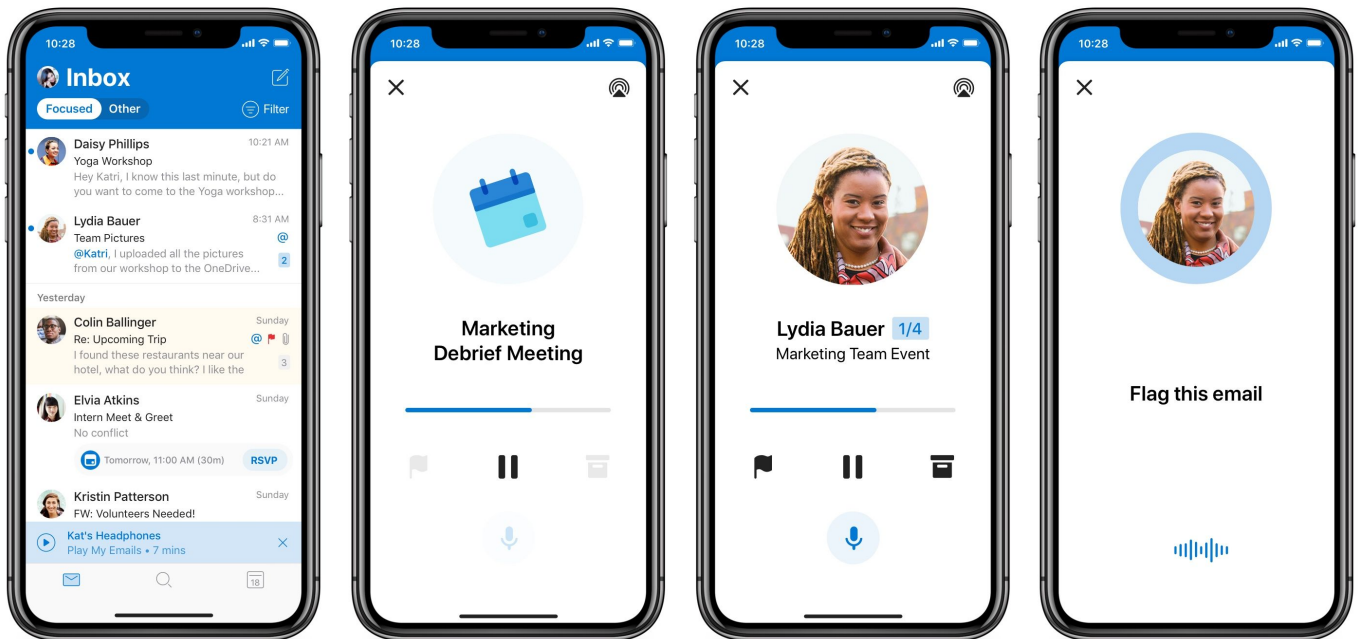 10:28
Inbox
Focused Other Filter
Daisy Phillips 10:21 AM
Yoga Workshop
Hey Katri, I know this last minute, but do
you want to come to the Yoga workshop...
Lydia Bauer 8:31 AM
Team Pictures @
@Katri, I uploaded all the pictures
from our workshop to the OneDrive... 2
Yesterday
Colin Ballinger Sunday
Re: Upcoming Trip @
I found these restaurants near our
hotel, what do you think? I like the 3
Elvia Atkins Sunday
Intern Meet & Greet
No conflict
Tomorrow, 11:00 AM (30m) RSVP
Kristin Patterson Sunday
FW: Volunteers Needed!
Kat's Headphones
Play My Emails • 7 mins
18
10:28
Marketing
Debrief Meeting
10:28
Lydia Bauer 1/4
Marketing Team Event
10:28
Flag this email